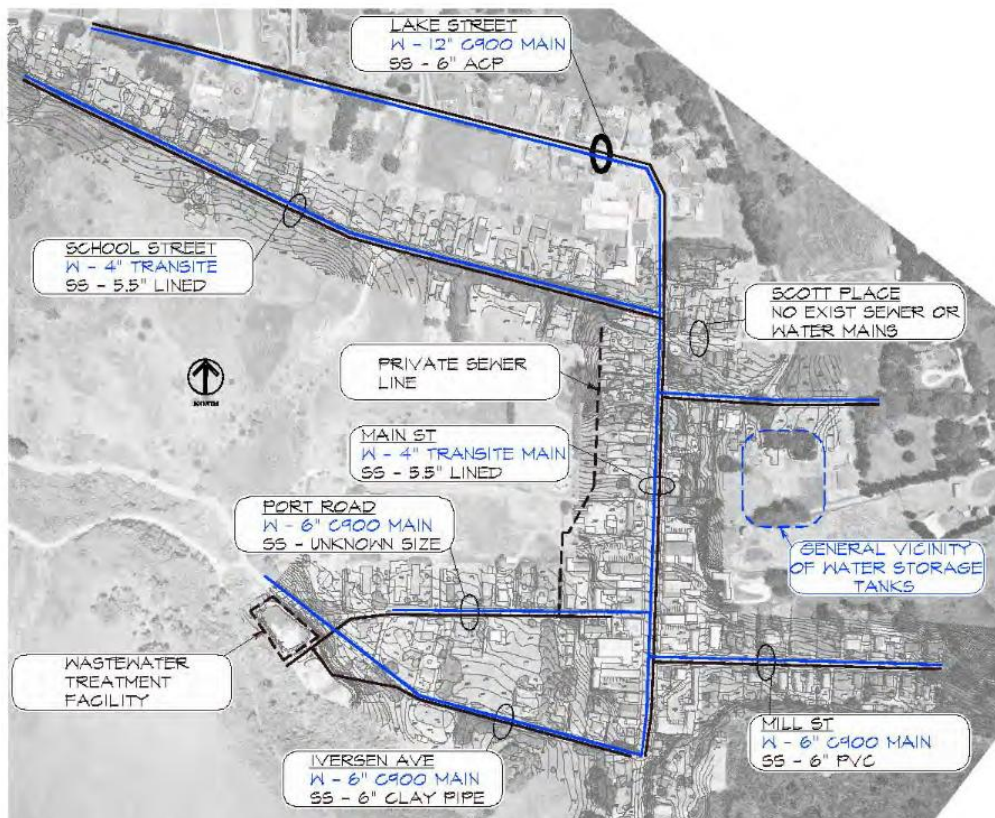 LAKE STREET
W - 12" C900 MAIN
SS - 6" ACP
SCHOOL STREET
W - 4" TRANSITE
SS - 5.5" LINED
SCOTT PLACE
NO EXIST SEWER OR
WATER MAINS
PRIVATE SEWER
LINE
NORTH
MAIN ST
W - 4" TRANSITE MAIN
SS - 5.5" LINED
PORT ROAD
W - 6" C900 MAIN
SS - UNKNOWN SIZE
GENERAL VICINITY
OF WATER STORAGE
TANKS
WASTEWATER
TREATMENT
FACILITY
IVERSEN AVE
W - 6" C900 MAIN
SS - 6" CLAY PIPE
MILL ST
W - 6" C900 MAIN
SS - 6" PVC